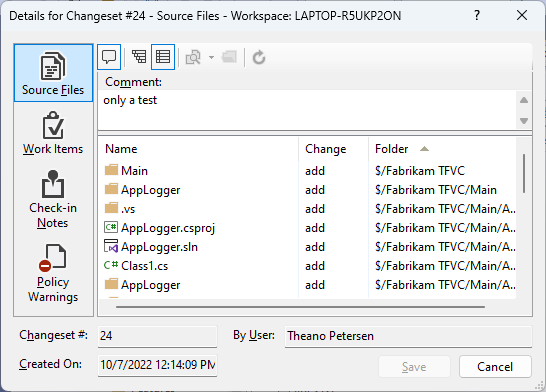 Details for Changeset #24 - Source Files - Workspace: LAPTOP-R5UKP2ON
Source Files
Work Items
Check-in
Notes
Policy
Warnings
Comment:
only a test
Name Change Folder
Main add $/Fabrikam TFVC
AppLogger add $/Fabrikam TFVC/Main
.vs add $/Fabrikam TFVC/Main/A...
AppLogger.csproj add $/Fabrikam TFVC/Main/A...
AppLogger.sln add $/Fabrikam TFVC/Main/A...
C# Class1.cs add $/Fabrikam TFVC/Main/A...
AppLogger add $/Fabrikam TFVC/Main/A...
Changeset #: 24 By User: Theano Petersen
Created On: 10/7/2022 12:14:09 PM
Save Cancel